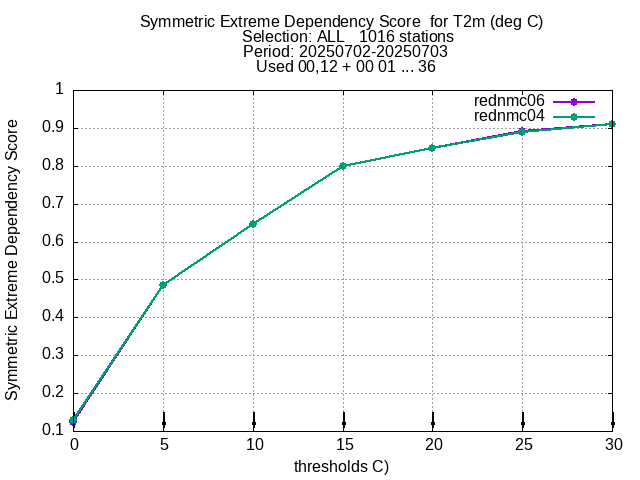 Symmetric Extreme Dependency Score  for T2m (deg C)
Selection: ALL   1016 stations
Period: 20250702-20250703
Used 00,12 + 00 01 ... 36
rednmc06
rednmc04
Symmetric Extreme Dependency Score
1
0.9
0.8
0.7
0.6
0.5
0.4
0.3
0.2
0.1
0 5 10 15 20 25 30
thresholds C)